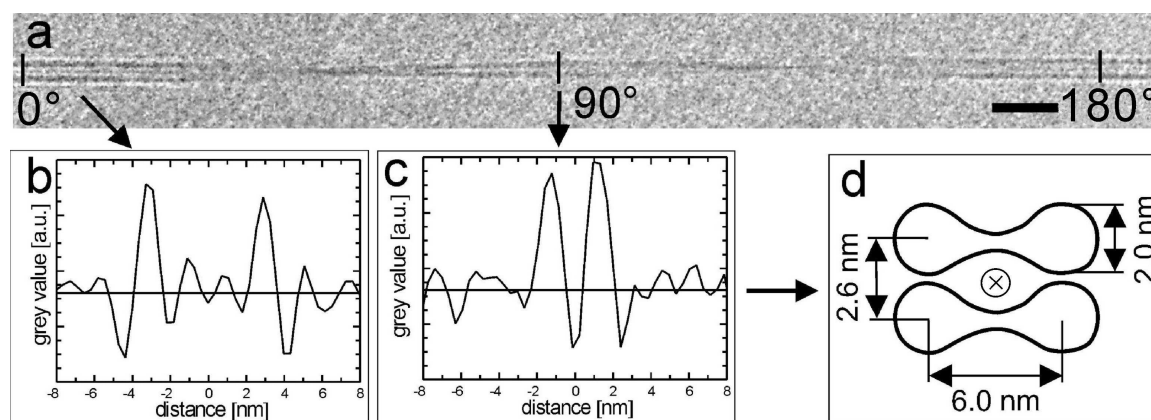 a
0°
90°
180°
b
grey value [a.u.]
-8 -6 -4 -2 0 2 4 6 8
distance [nm]
c
grey value [a.u.]
-8 -6 -4 -2 0 2 4 6 8
distance [nm]
d
2.6 nm
2.0 nm
6.0 nm